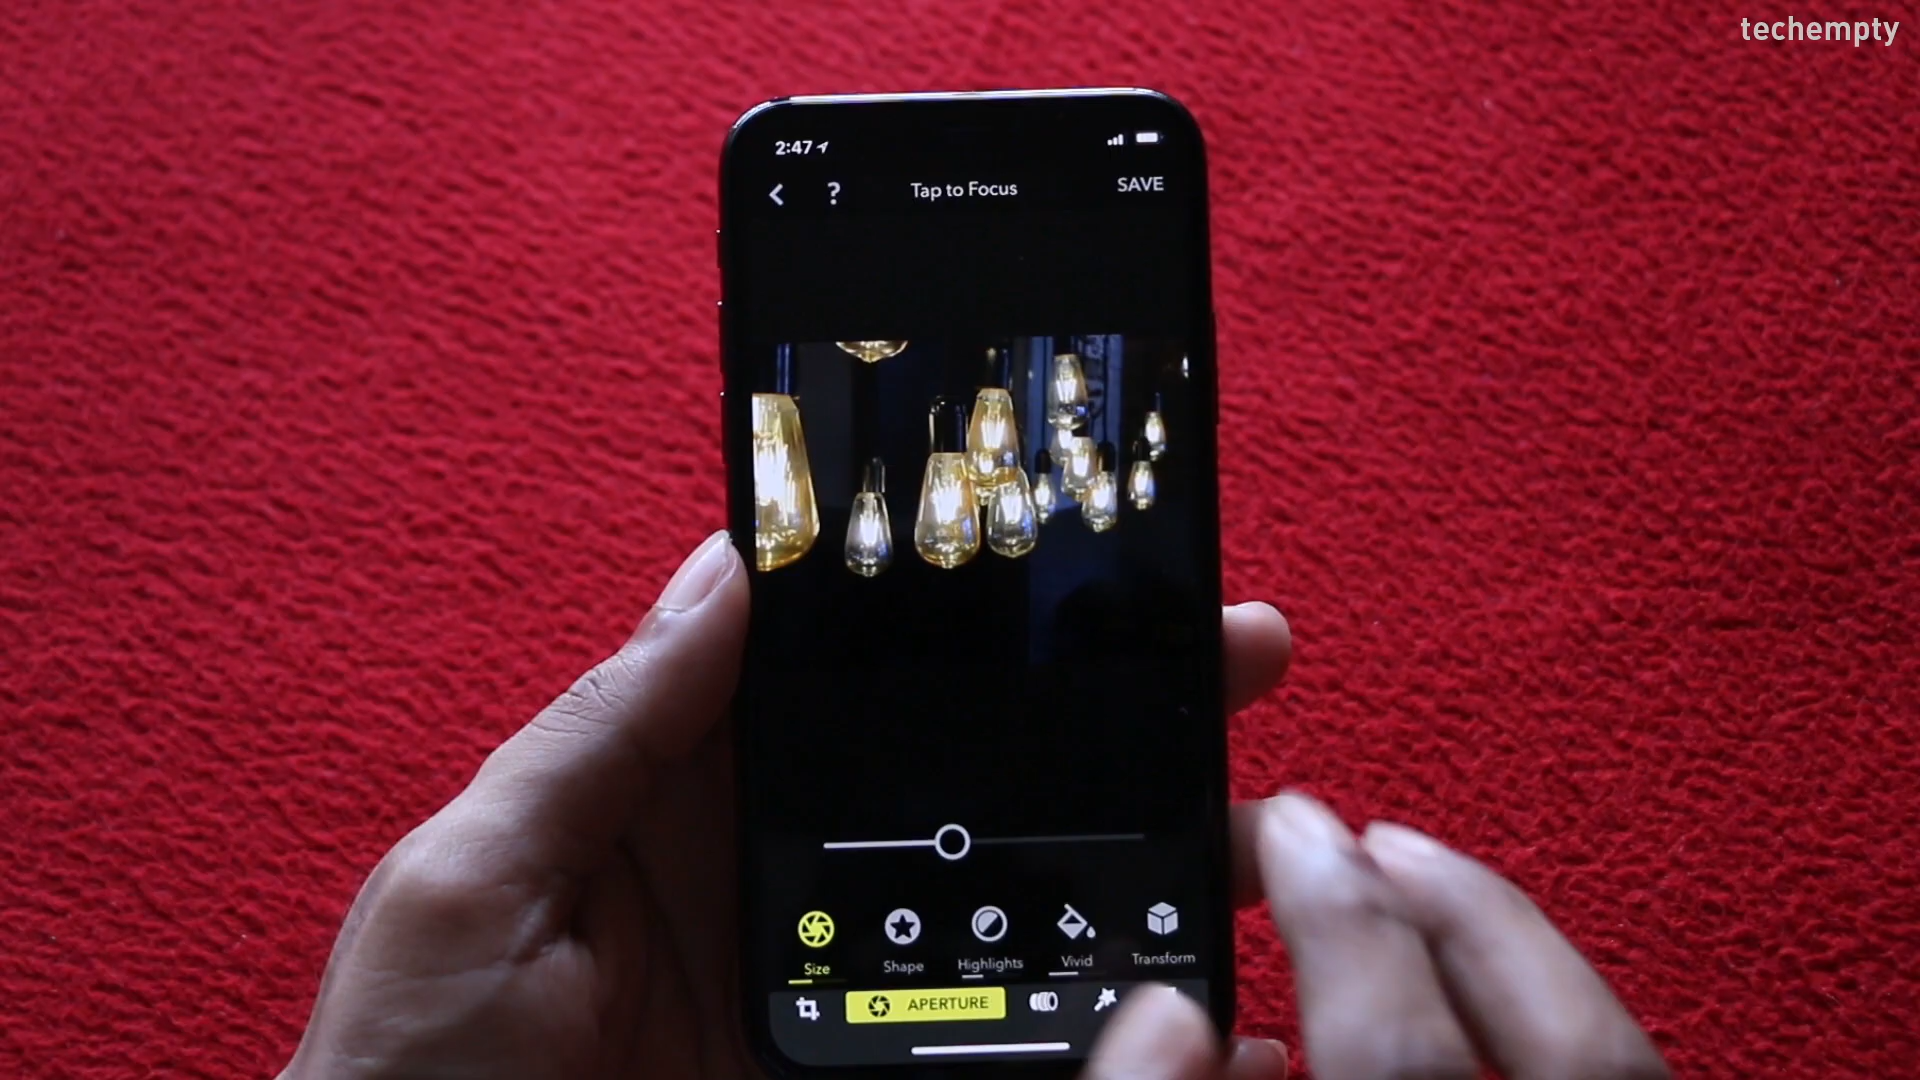 techempty
2:47
? Tap to Focus SAVE
Size Shape Highlights Vivid Transform
APERTURE